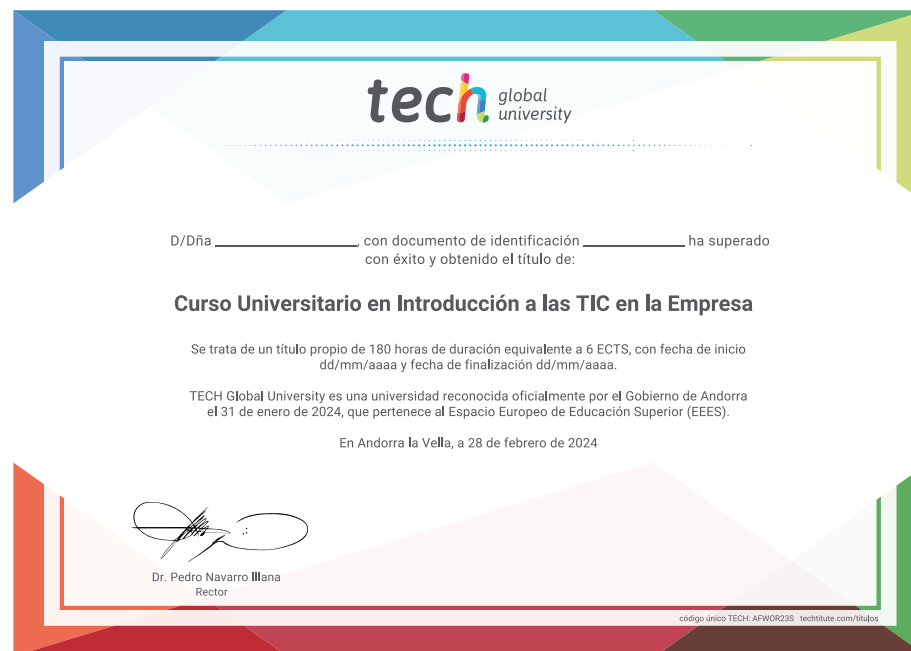 tech global university
D/Dña ______________, con documento de identificación __________ ha superado
con éxito y obtenido el título de:
Curso Universitario en Introducción a las TIC en la Empresa
Se trata de un título propio de 180 horas de duración equivalente a 6 ECTS, con fecha de inicio
dd/mm/aaaa y fecha de finalización dd/mm/aaaa.
TECH Global University es una universidad reconocida oficialmente por el Gobierno de Andorra
el 31 de enero de 2024, que pertenece al Espacio Europeo de Educación Superior (EEES).
En Andorra la Vella, a 28 de febrero de 2024
Dr. Pedro Navarro Illana
Rector
código único TECH: AFWOR23S techtitute.com/titulos